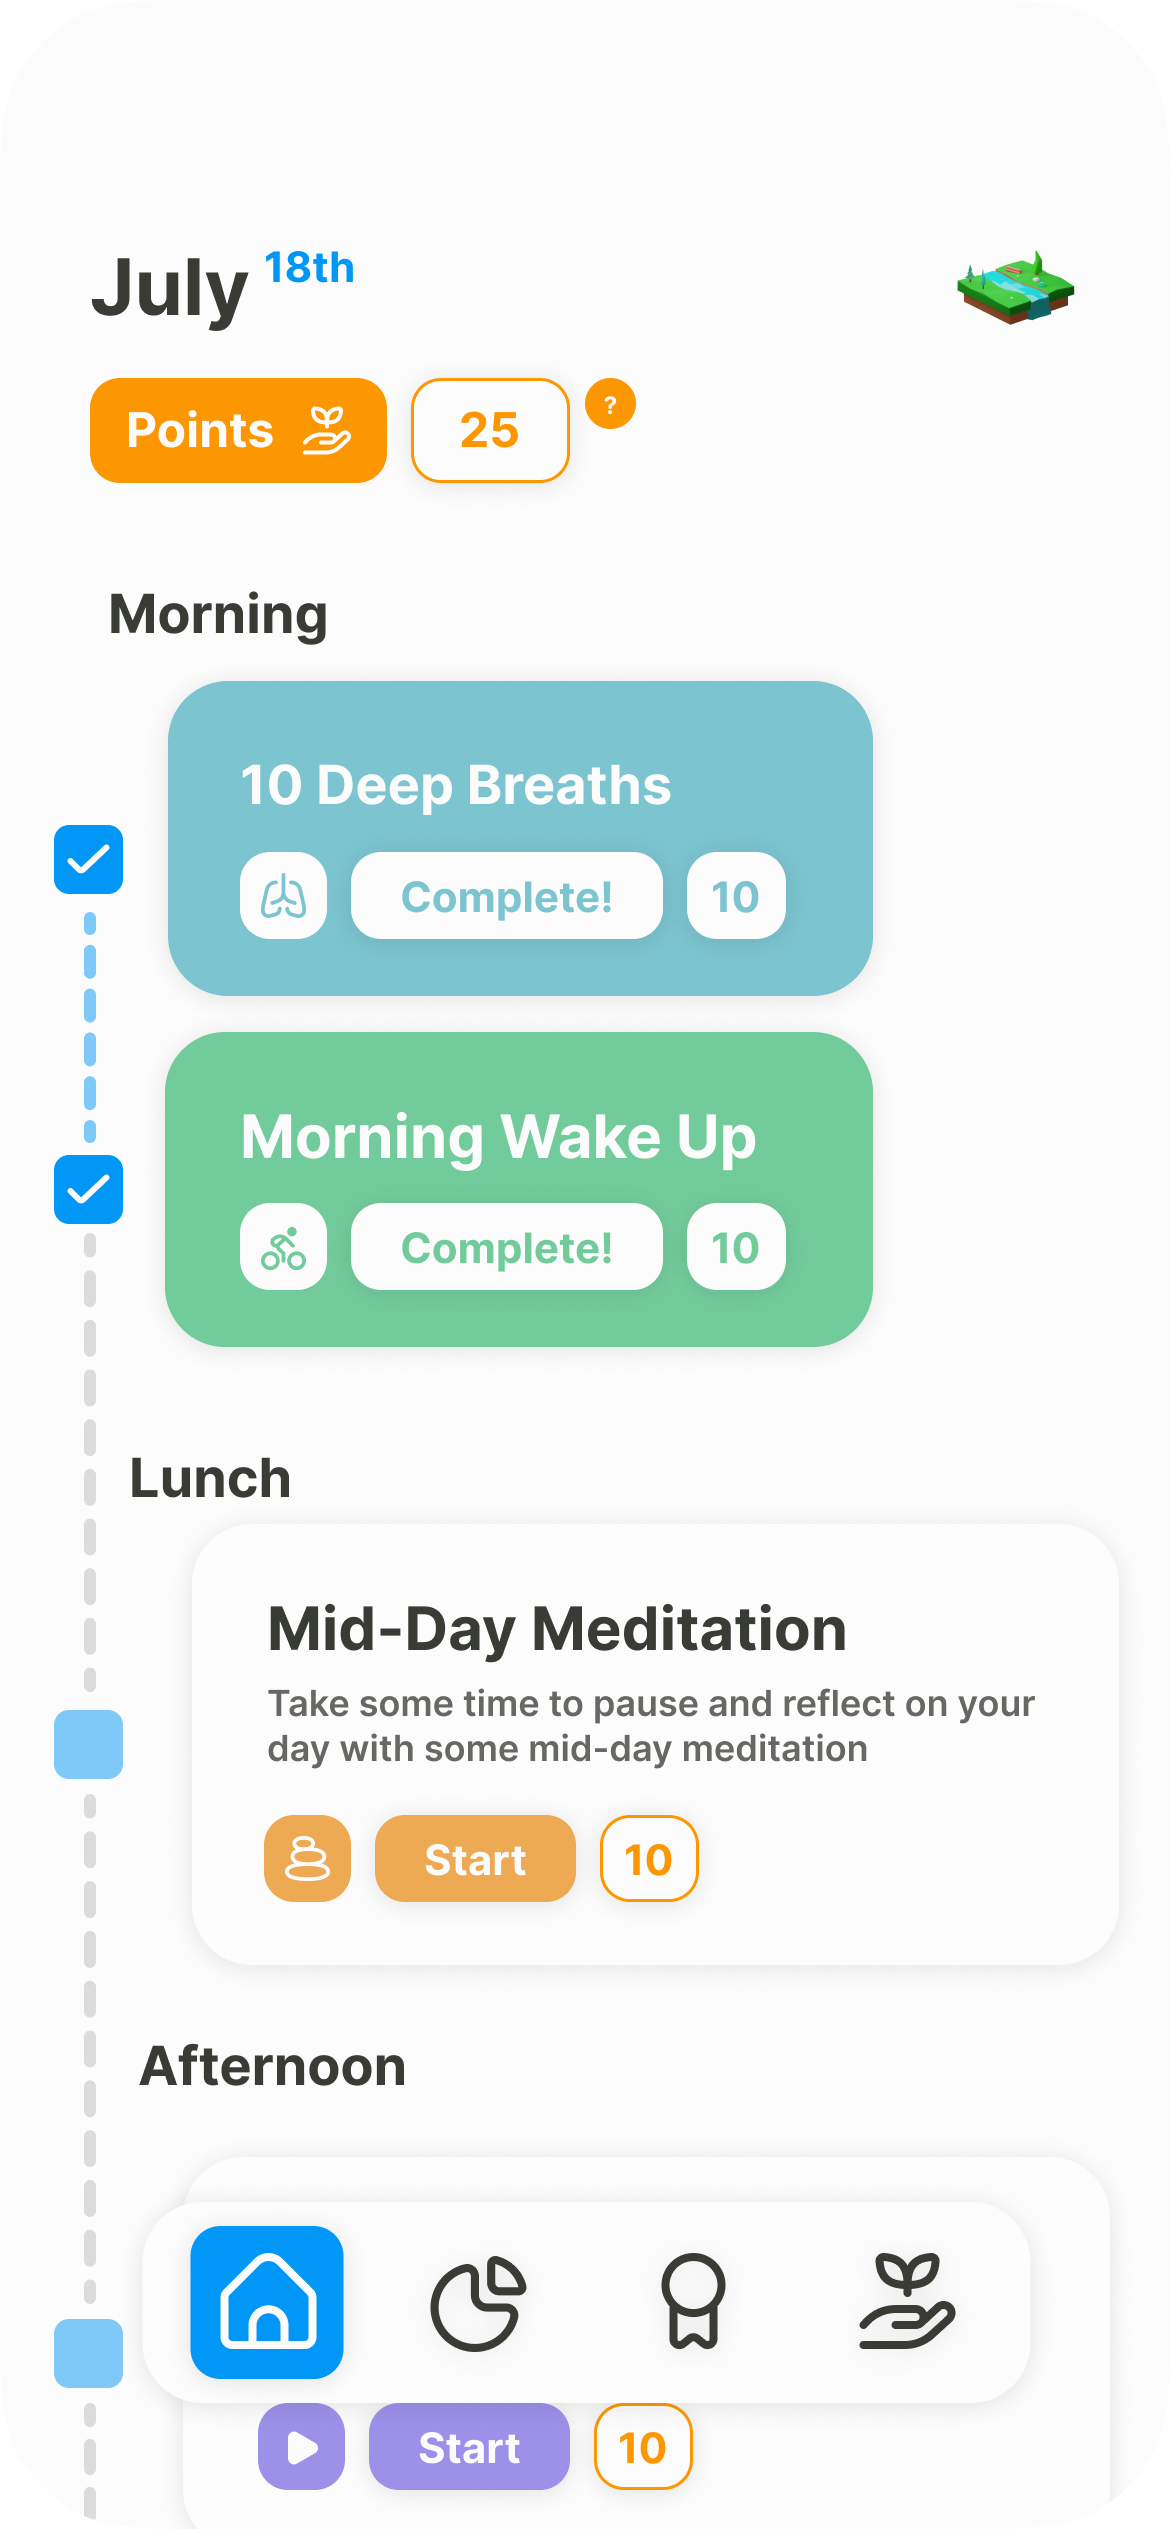 July 18th
Points 25 ?
Morning
10 Deep Breaths
Complete! 10
Morning Wake Up
Complete! 10
Lunch
Mid-Day Meditation
Take some time to pause and reflect on your
day with some mid-day meditation
Start 10
Afternoon
Start 10